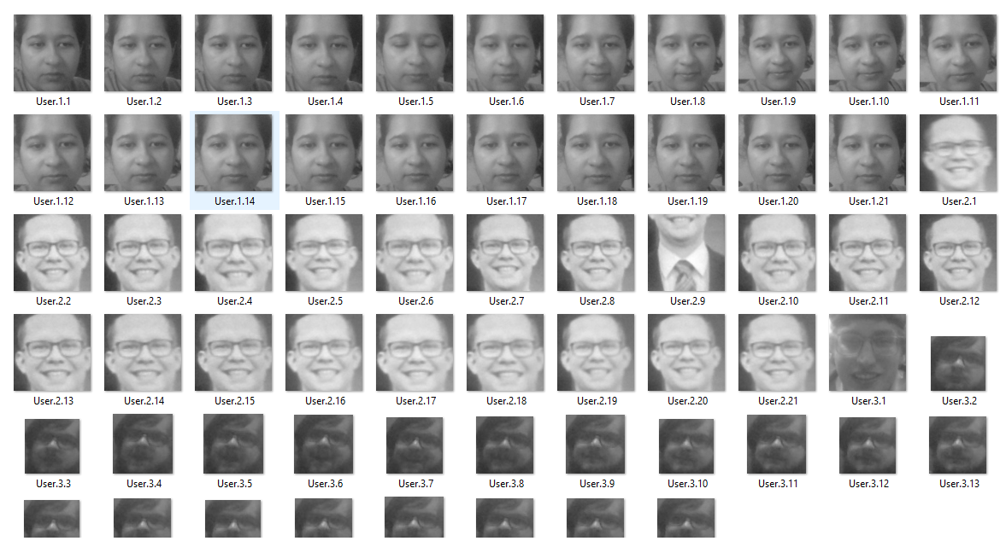 User.1.1 User.1.2 User.1.3 User.1.4 User.1.5 User.1.6 User.1.7 User.1.8 User.1.9 User.1.10 User.1.11
User.1.12 User.1.13 User.1.14 User.1.15 User.1.16 User.1.17 User.1.18 User.1.19 User.1.20 User.1.21 User.2.1
User.2.2 User.2.3 User.2.4 User.2.5 User.2.6 User.2.7 User.2.8 User.2.9 User.2.10 User.2.11 User.2.12
User.2.13 User.2.14 User.2.15 User.2.16 User.2.17 User.2.18 User.2.19 User.2.20 User.2.21 User.3.1 User.3.2
User.3.3 User.3.4 User.3.5 User.3.6 User.3.7 User.3.8 User.3.9 User.3.10 User.3.11 User.3.12 User.3.13